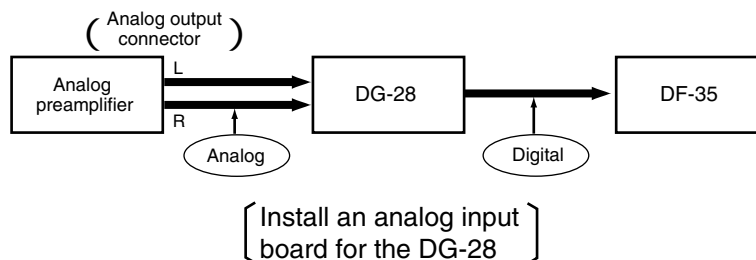 Analog output
connector
L
Analog
preamplifier
R
Analog
DG-28
Digital
DF-35
Install an analog input
board for the DG-28